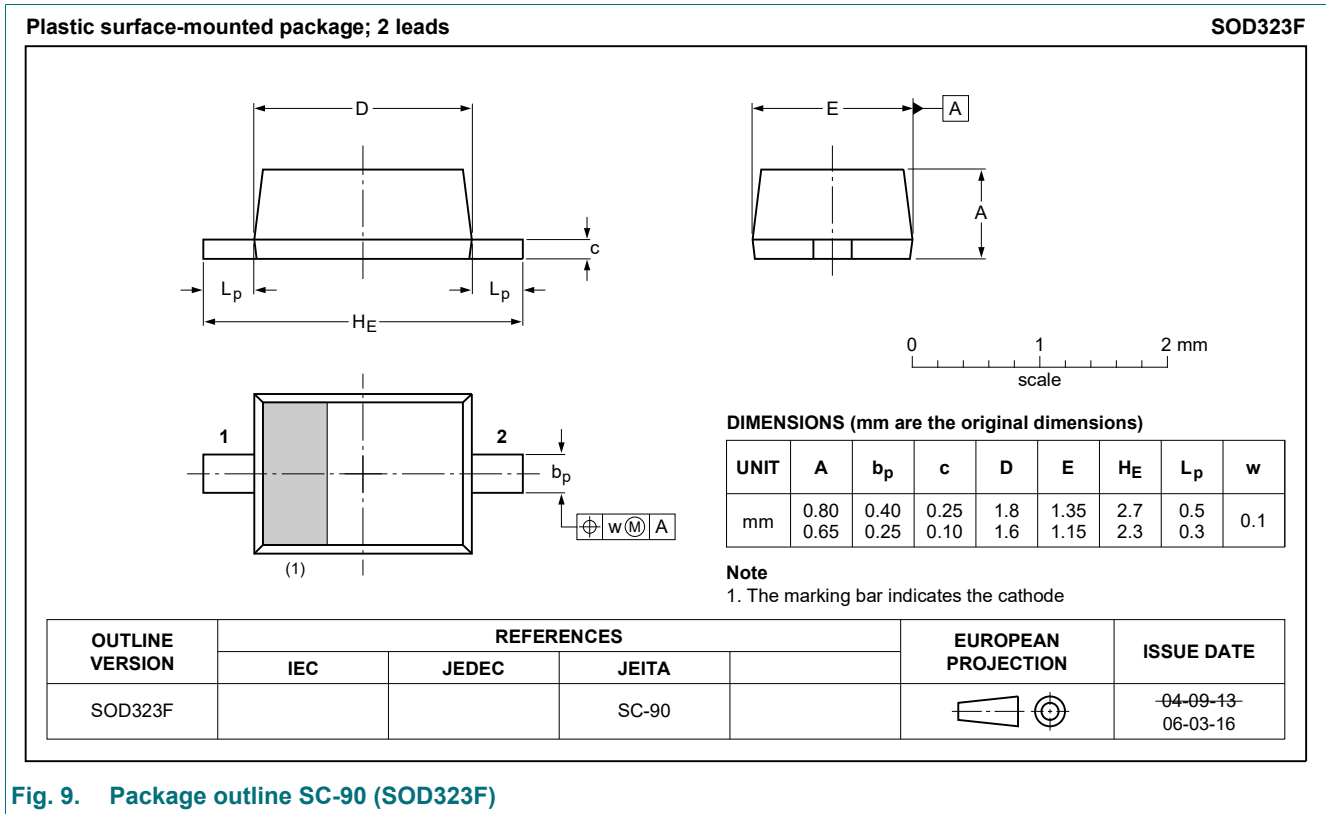 Plastic surface-mounted package; 2 leads SOD323F
D
E A
A
c
Lp Lp
HE
0 1 2 mm
scale
1 2
bp
w M A
(1)
DIMENSIONS (mm are the original dimensions)
UNIT A bp c D E HE Lp w
mm 0.80 0.40 0.25 1.8 1.35 2.7 0.5 0.1
0.65 0.25 0.10 1.6 1.15 2.3 0.3
Note
1. The marking bar indicates the cathode
OUTLINE VERSION REFERENCES EUROPEAN PROJECTION ISSUE DATE
IEC JEDEC JEITA
SOD323F SC-90 04-09-13
06-03-16
Fig. 9. Package outline SC-90 (SOD323F)